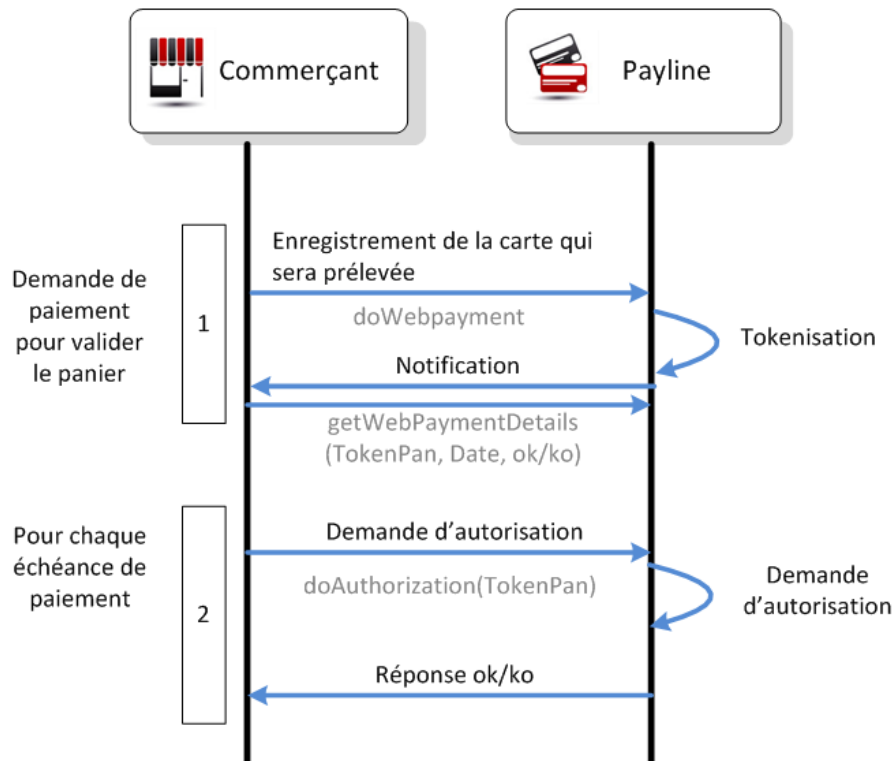 Commerçant
Payline
Demande de
paiement
pour valider
le panier
1
Enregistrement de la carte qui
sera prélevée
doWebpayment
Tokenisation
Notification
getWebPaymentDetails
(TokenPan, Date, ok/ko)
Pour chaque
échéance de
paiement
2
Demande d’autorisation
doAuthorization(TokenPan)
Demande
d’autorisation
Réponse ok/ko